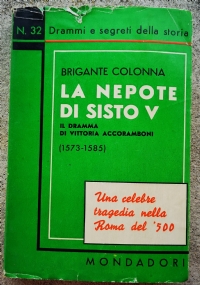 N. 32 Drammi e segreti della storia
BRIGANTE COLONNA
LA NEPOTE
DI SISTO V
IL DRAMMA
DI VITTORIA ACCORAMBONI
(1573-1585)
Una celebre
tragedia nella
Roma del '500
MONDADORI